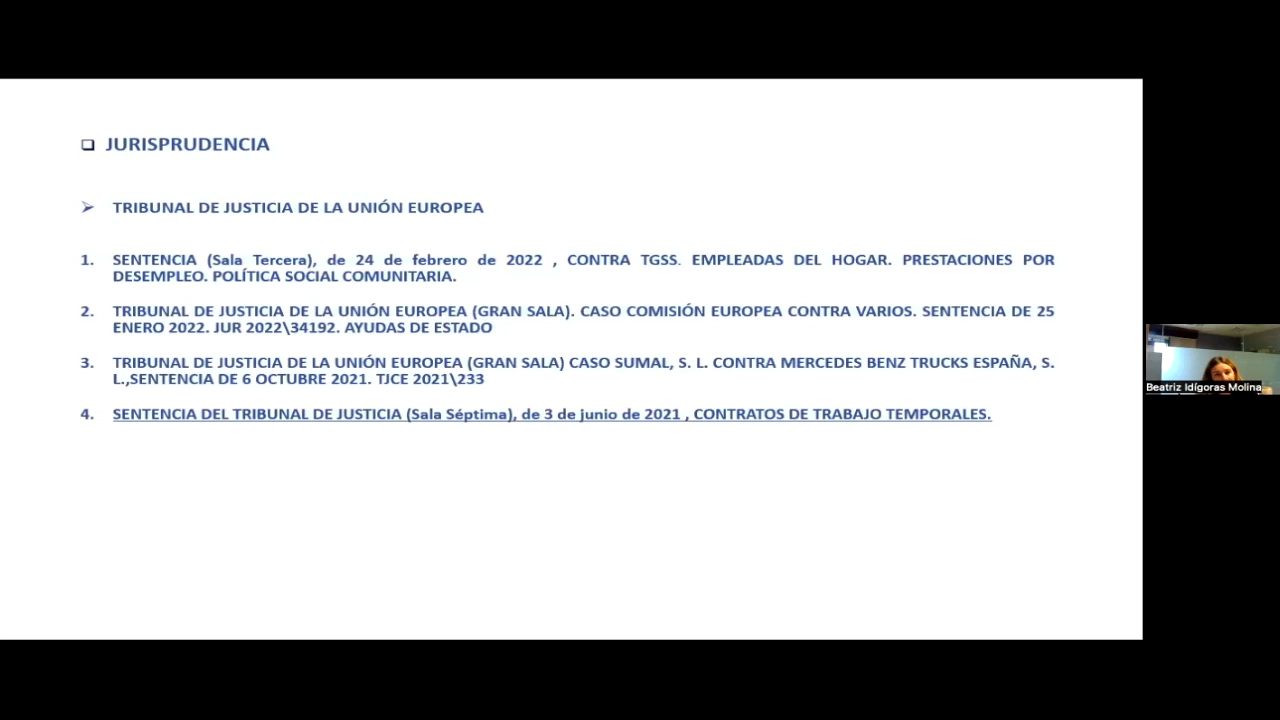 ❑ JURISPRUDENCIA
➢ TRIBUNAL DE JUSTICIA DE LA UNIÓN EUROPEA
1. SENTENCIA (Sala Tercera), de 24 de febrero de 2022 , CONTRA TGSS. EMPLEADAS DEL HOGAR. PRESTACIONES POR
DESEMPLEO. POLÍTICA SOCIAL COMUNITARIA.
2. TRIBUNAL DE JUSTICIA DE LA UNIÓN EUROPEA (GRAN SALA). CASO COMISIÓN EUROPEA CONTRA VARIOS. SENTENCIA DE 25
ENERO 2022. JUR 2022\34192. AYUDAS DE ESTADO
3. TRIBUNAL DE JUSTICIA DE LA UNIÓN EUROPEA (GRAN SALA) CASO SUMAL, S. L. CONTRA MERCEDES BENZ TRUCKS ESPAÑA, S.
L.,SENTENCIA DE 6 OCTUBRE 2021. TJCE 2021\233
4. SENTENCIA DEL TRIBUNAL DE JUSTICIA (Sala Séptima), de 3 de junio de 2021 , CONTRATOS DE TRABAJO TEMPORALES.
Beatriz Idígoras Molina